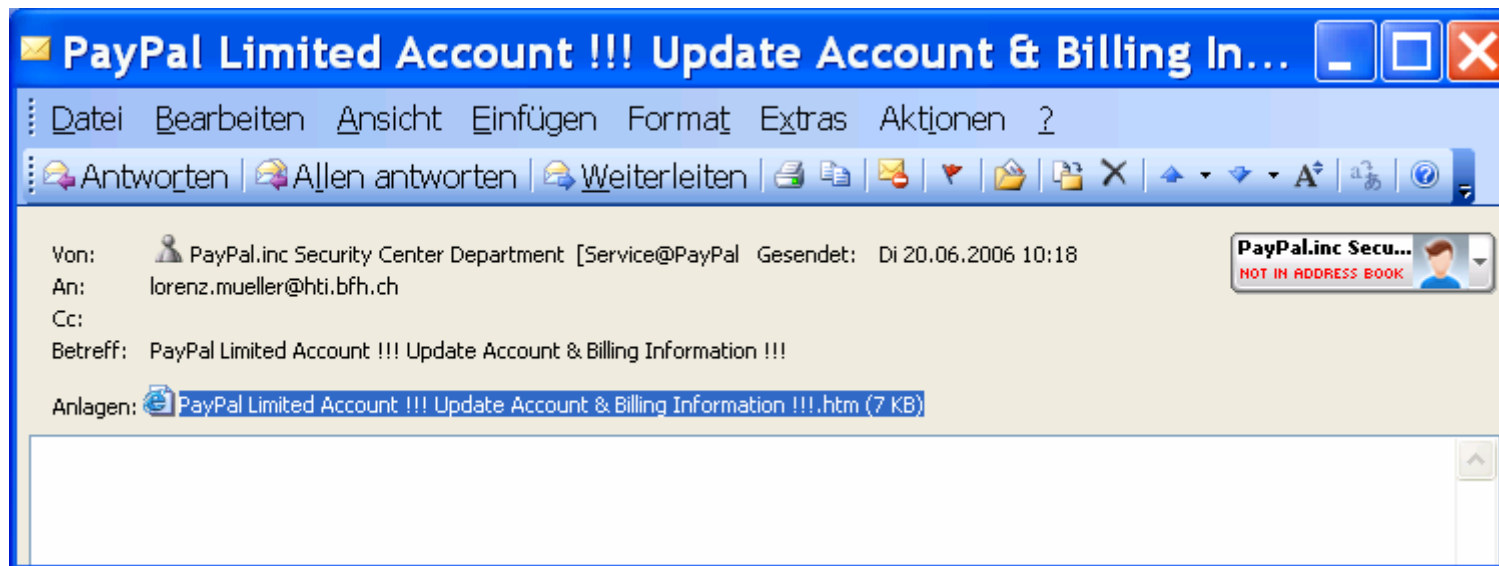 PayPal Limited Account !!! Update Account & Billing In...
Datei Bearbeiten Ansicht Einfügen Format Extras Aktionen ?
Antworten Allen antworten Weiterleiten
Von: PayPal.inc Security Center Department [Service@PayPal Gesendet: Di 20.06.2006 10:18
PayPal.inc Secu...
NOT IN ADDRESS BOOK
An: lorenz.mueller@hti.bfh.ch
Cc:
Betreff: PayPal Limited Account !!! Update Account & Billing Information !!!
Anlagen: PayPal Limited Account !!! Update Account & Billing Information !!!.htm (7 KB)